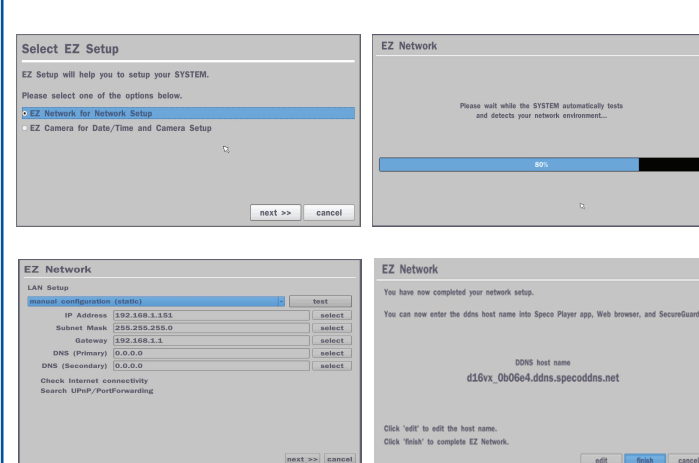 Select EZ Setup
EZ Setup will help you to setup your SYSTEM.
Please select one of the options below.
EZ Network for Network Setup
EZ Camera for Date/Time and Camera Setup
next >> cancel
EZ Network
Please wait while the SYSTEM automatically tests
and detects your network environment...
80%
EZ Network
LAN Setup
manual configuration (static) test
IP Address 192.168.1.151 select
Subnet Mask 255.255.255.0 select
Gateway 192.168.1.1 select
DNS (Primary) 0.0.0.0 select
DNS (Secondary) 0.0.0.0 select
Check Internet connectivity
Search UPnP/PortForwarding
next >> cancel
EZ Network
You have now completed your network setup.
You can now enter the ddns host name into Speco Player app, Web browser, and SecureGuard
DDNS host name
d16vx_0b06e4.ddns.specoddns.net
Click 'edit' to edit the host name.
Click 'finish' to complete EZ Network.
edit finish cancel